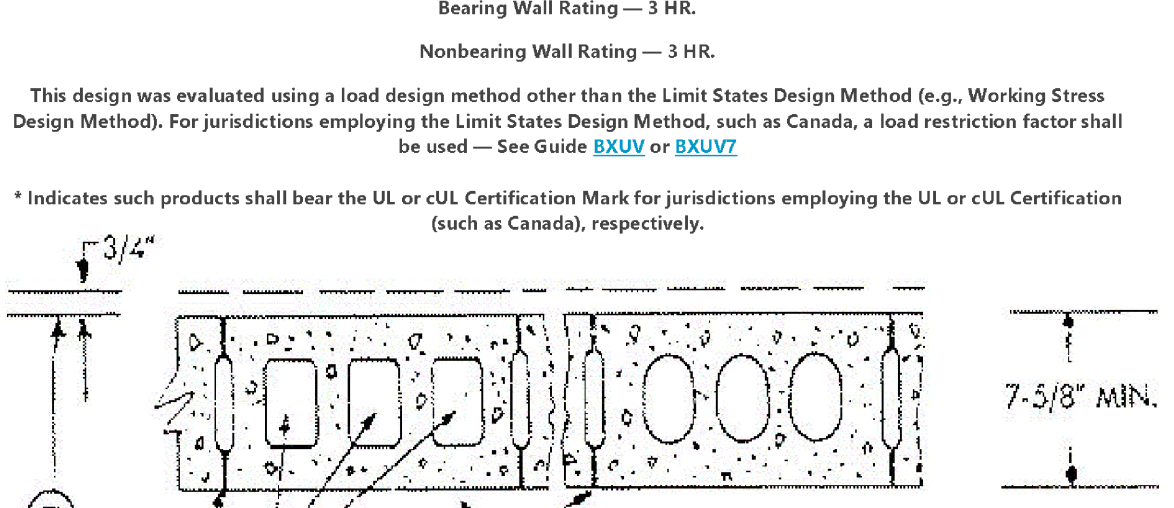 Bearing Wall Rating — 3 HR.
Nonbearing Wall Rating — 3 HR.
This design was evaluated using a load design method other than the Limit States Design Method (e.g., Working Stress
Design Method). For jurisdictions employing the Limit States Design Method, such as Canada, a load restriction factor shall
be used — See Guide BXUV or BXUV7
* Indicates such products shall bear the UL or cUL Certification Mark for jurisdictions employing the UL or cUL Certification
(such as Canada), respectively.
3/4"
7-5/8" MIN.